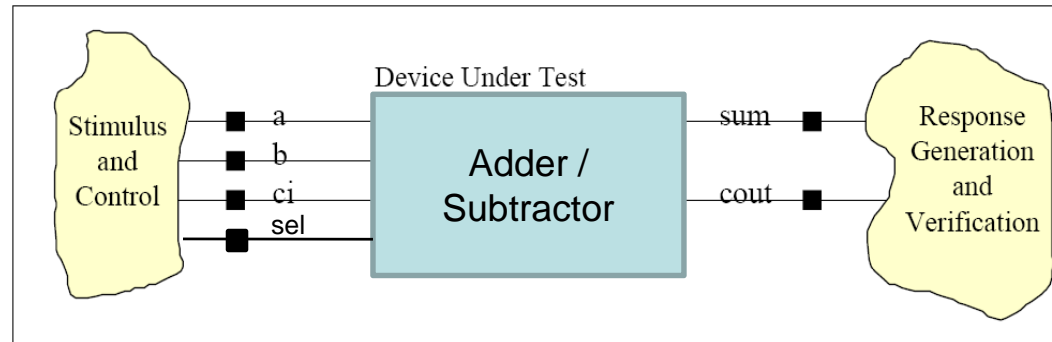 Device Under Test
Stimulus
and
Control
a
b
ci
sel
Adder /
Subtractor
sum
cout
Response
Generation
and
Verification